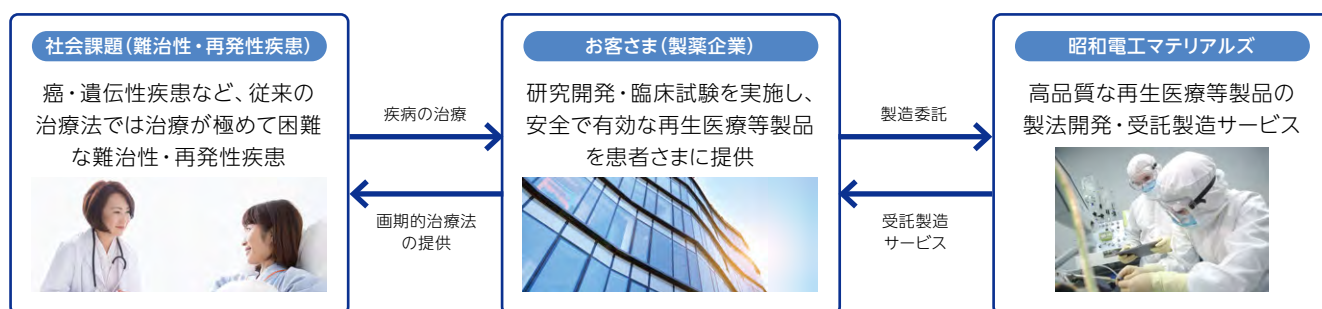 社会課題(難治性・再発性疾患)
癌・遺伝性疾患など、従来の
治療法では治療が極めて困難
な難治性・再発性疾患
疾病の治療
画期的治療法
の提供
お客さま(製薬企業)
研究開発・臨床試験を実施し、
安全で有効な再生医療等製品
を患者さまに提供
製造委託
受託製造
サービス
昭和電工マテリアルズ
高品質な再生医療等製品の
製法開発・受託製造サービス